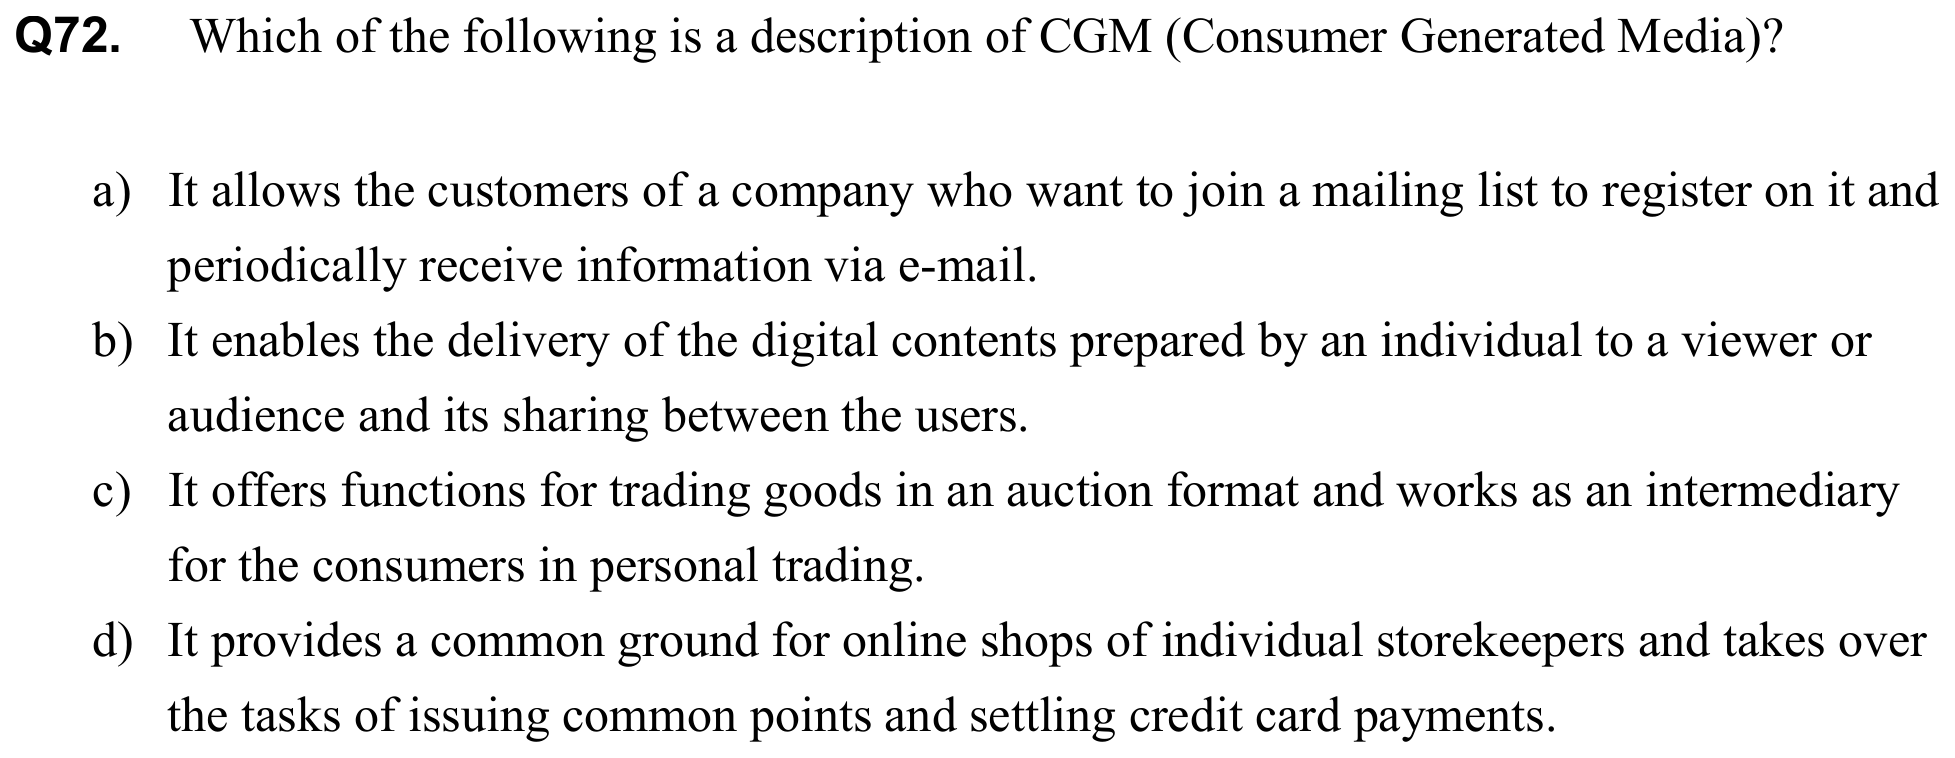 Q72. Which of the following is a description of CGM (Consumer Generated Media)?
a) It allows the customers of a company who want to join a mailing list to register on it and
periodically receive information via e-mail.
b) It enables the delivery of the digital contents prepared by an individual to a viewer or
audience and its sharing between the users.
c) It offers functions for trading goods in an auction format and works as an intermediary
for the consumers in personal trading.
d) It provides a common ground for online shops of individual storekeepers and takes over
the tasks of issuing common points and settling credit card payments.